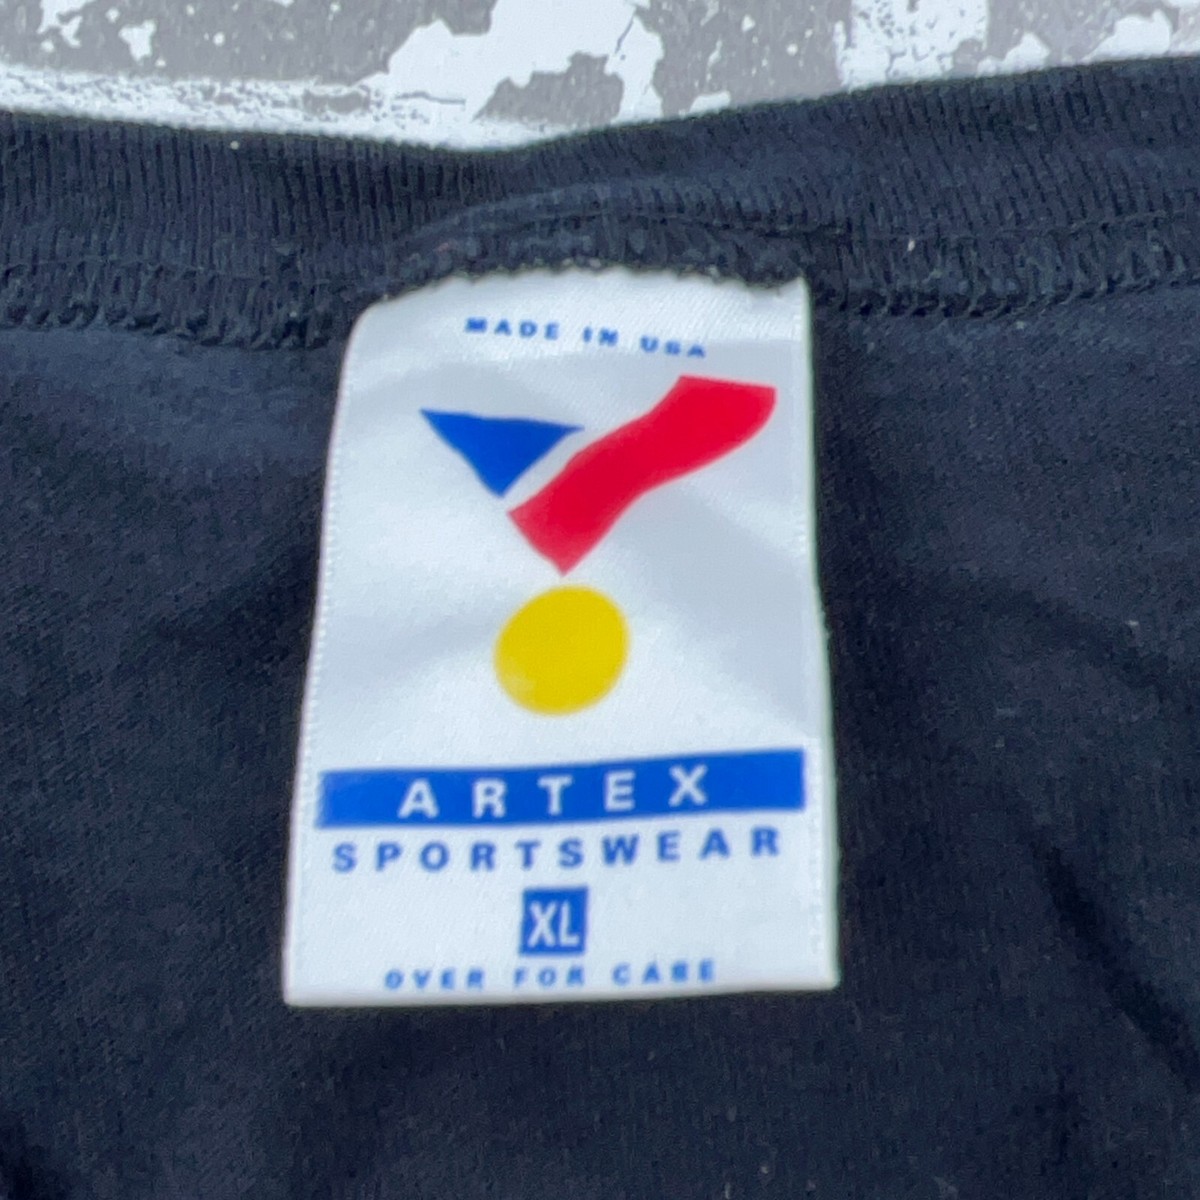 MADE IN USA
ARTEX
SPORTSWEAR
XL
OVER FOR CARE